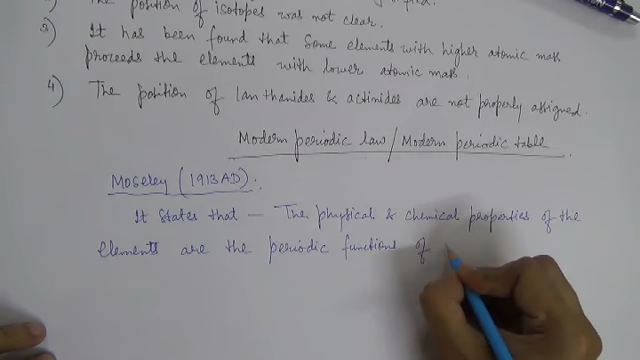 The position of isotopes was not clear.
3) It has been found that some elements with higher atomic mass
proceeds the elements with lower atomic mass.
4) The position of lanthanides & actinides are not properly assigned.
Modern periodic law / Modern periodic table
Moseley (1913AD).
It states that — The physical & chemical properties of the
elements are the periodic functions of